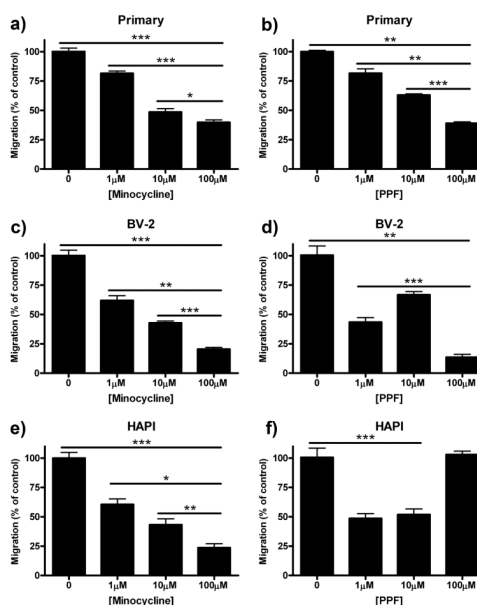 a)
Primary
Migration (% of control)
100
75
50
25
0
***
***
*
0
1μM
10μM
100μM
[Minocycline]
b)
Primary
Migration (% of control)
100
75
50
25
0
**
**
***
0
1μM
10μM
100μM
[PPF]
c)
BV-2
Migration (% of control)
100
75
50
25
0
***
**
***
0
1μM
10μM
100μM
[Minocycline]
d)
BV-2
Migration (% of control)
100
75
50
25
0
**
***
0
1μM
10μM
100μM
[PPF]
e)
HAPI
Migration (% of control)
100
75
50
25
0
***
*
**
0
1μM
10μM
100μM
[Minocycline]
f)
HAPI
Migration (% of control)
100
75
50
25
0
***
0
1μM
10μM
100μM
[PPF]